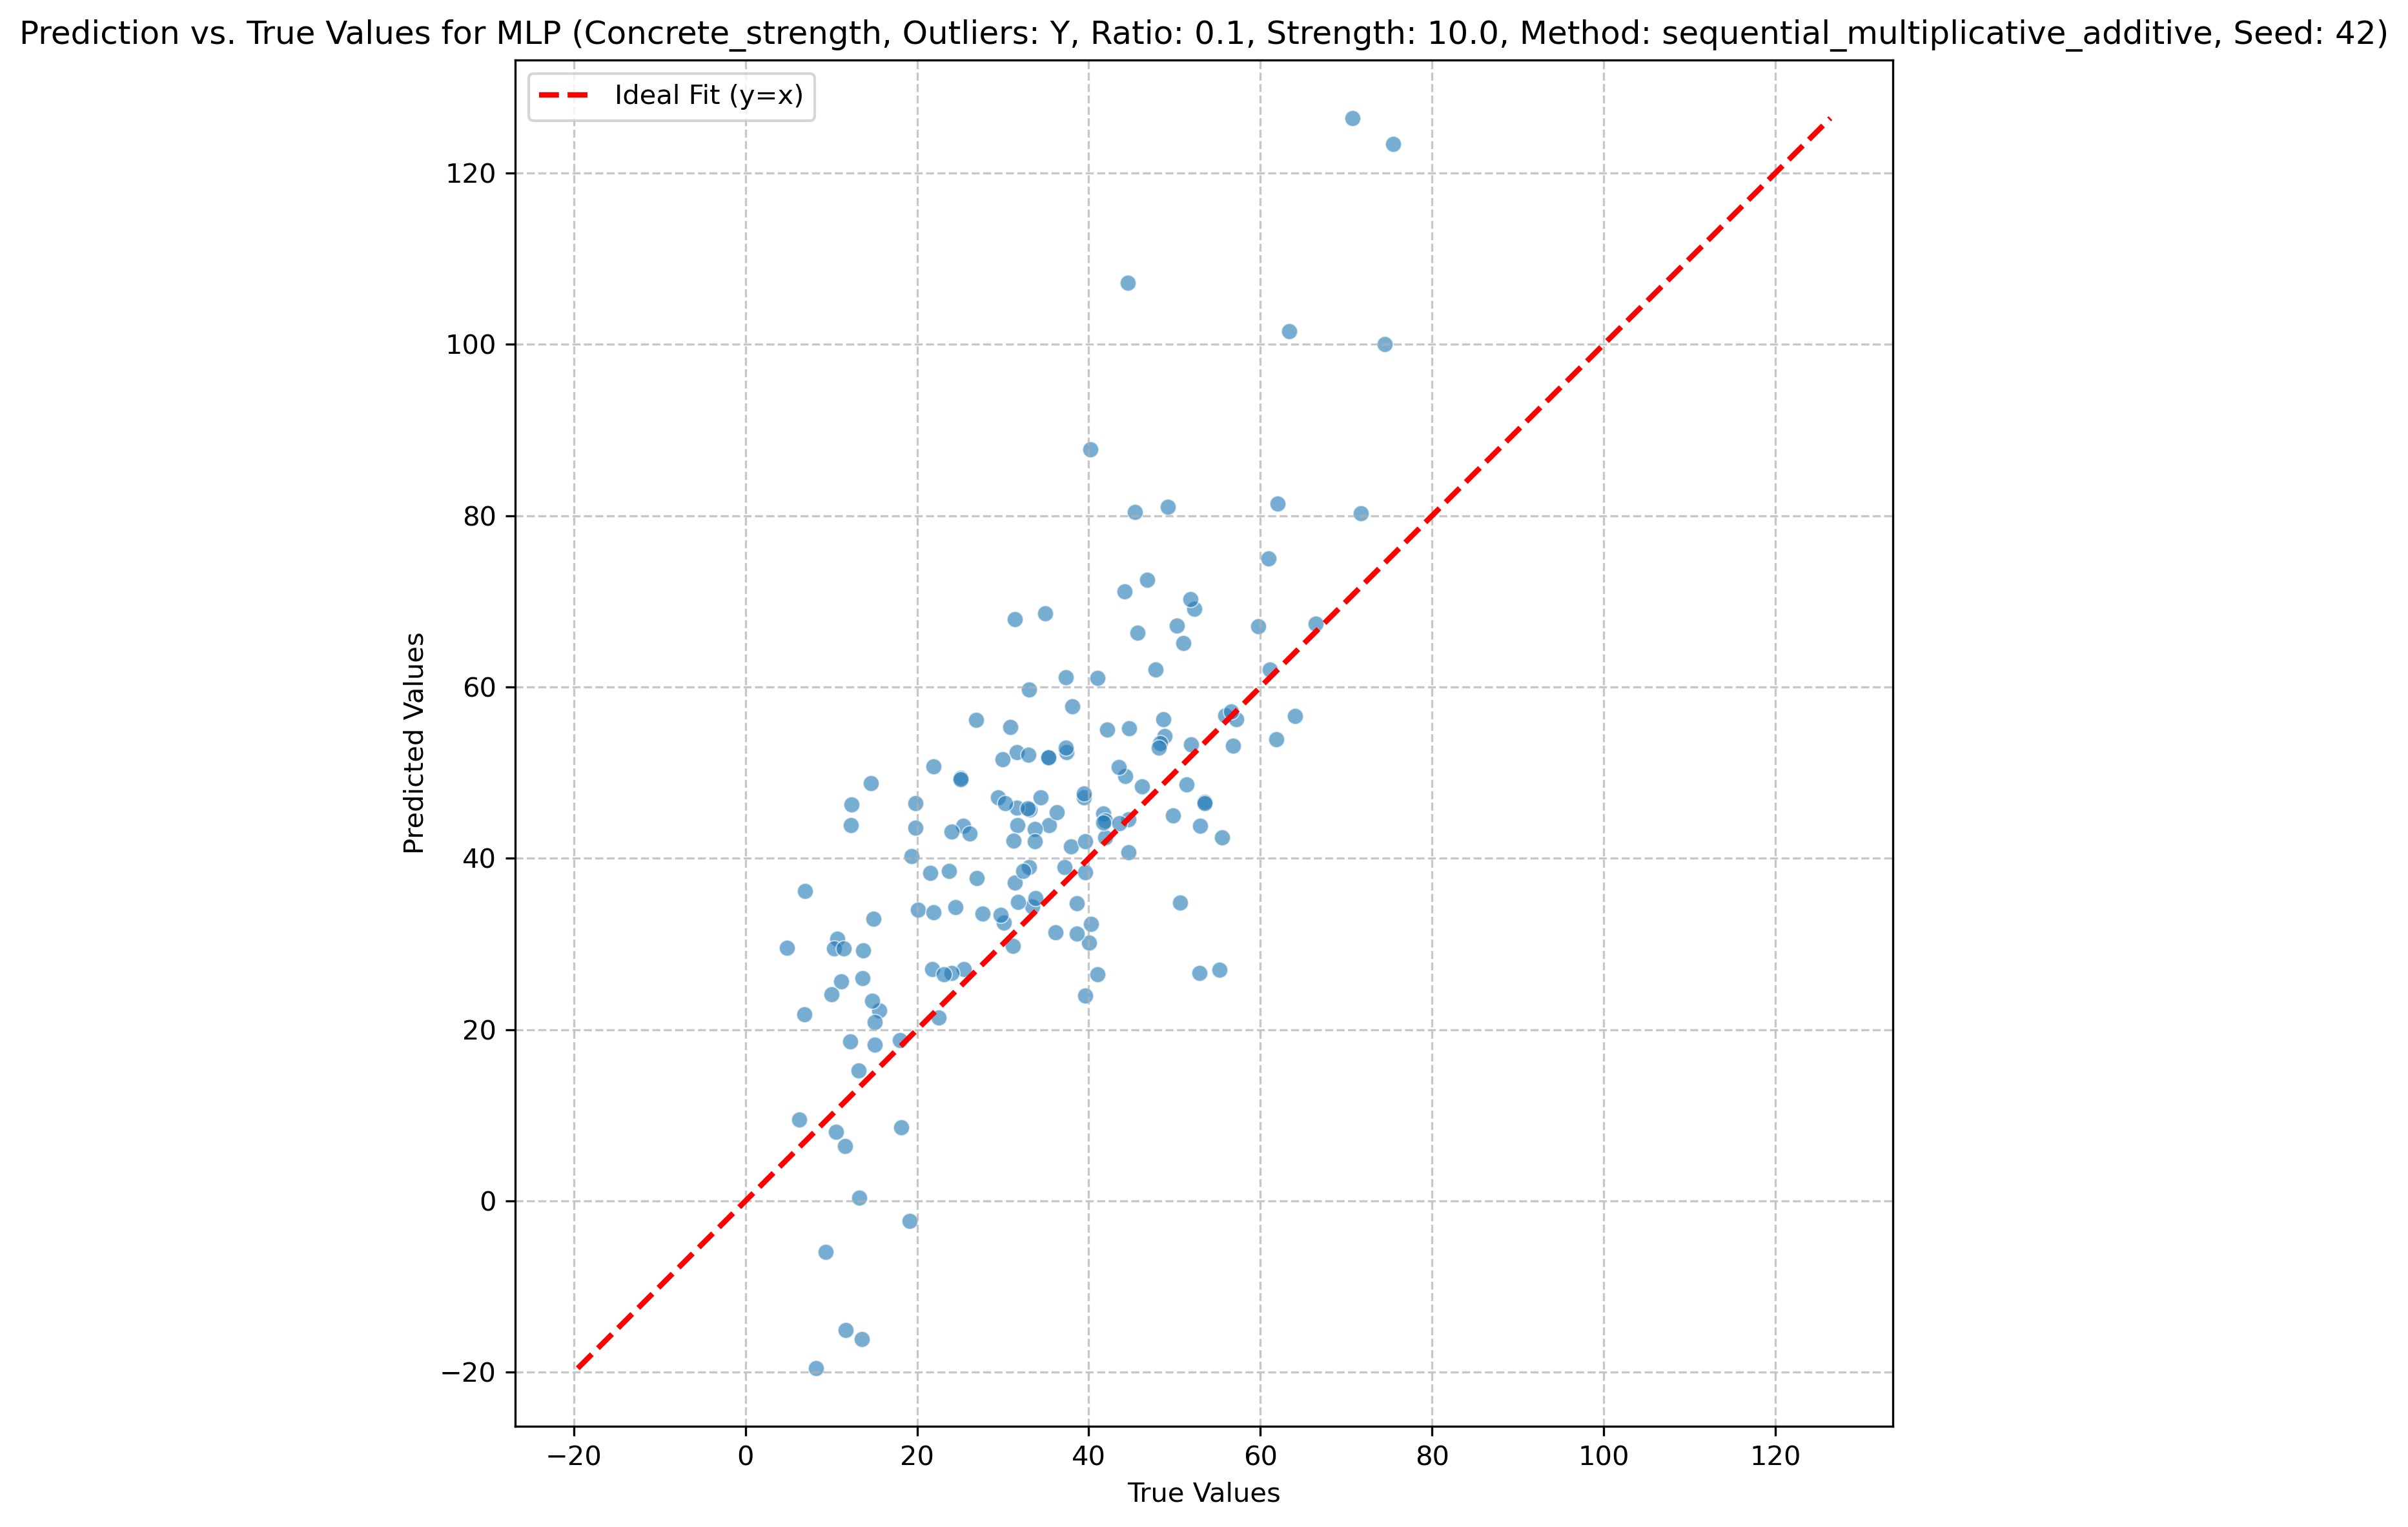 Prediction vs. True Values for MLP (Concrete_strength, Outliers: Y, Ratio: 0.1, Strength: 10.0, Method: sequential_multiplicative_additive, Seed: 42)
Ideal Fit (y=x)
120
100
80
60
40
20
0
−20
Predicted Values
−20 0 20 40 60 80 100 120
True Values